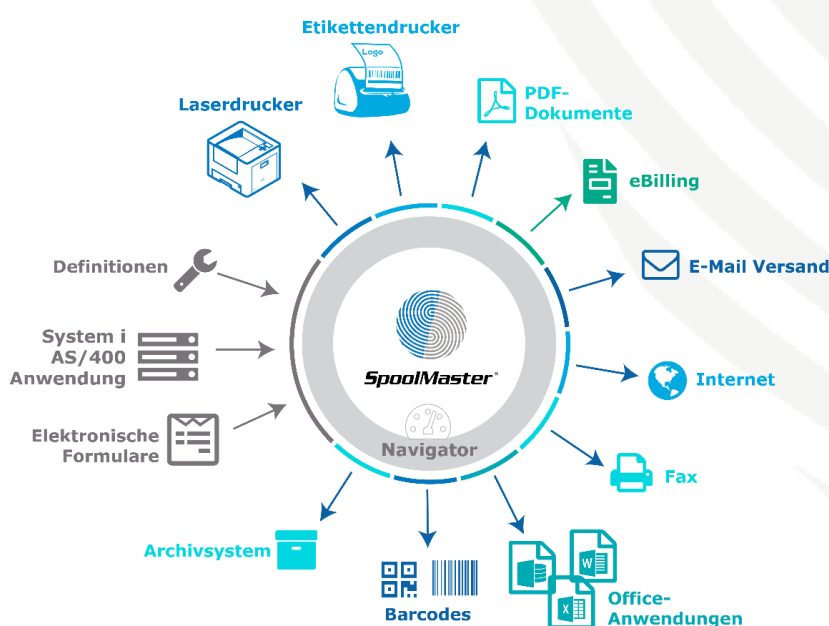 Etikettendrucker
Logo
Laserdrucker
PDF-
Dokumente
eBilling
Definitionen
E-Mail Versand
System i
AS/400
Anwendung
SpoolMaster®
Internet
Elektronische
Formulare
Navigator
Fax
Archivsystem
Barcodes
W
X
Office-
Anwendungen